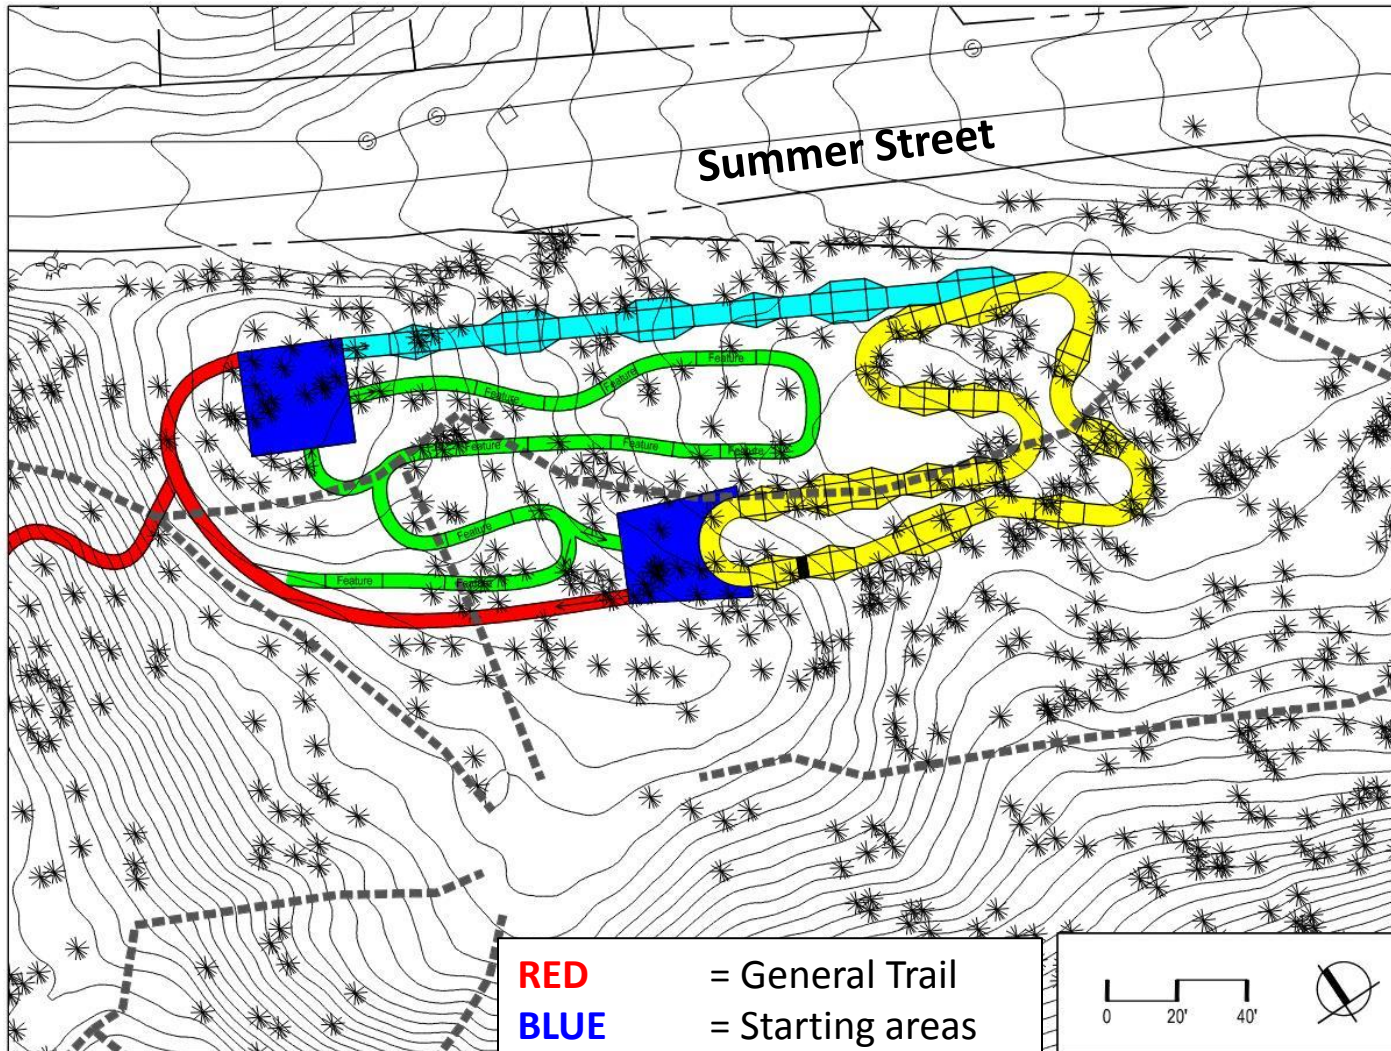 S
S
S
Summer Street
Feature
Feature
Feature
Feature
Feature
Feature
Feature
Feature
Feature
RED = General Trail
BLUE = Starting areas
0 20' 40'